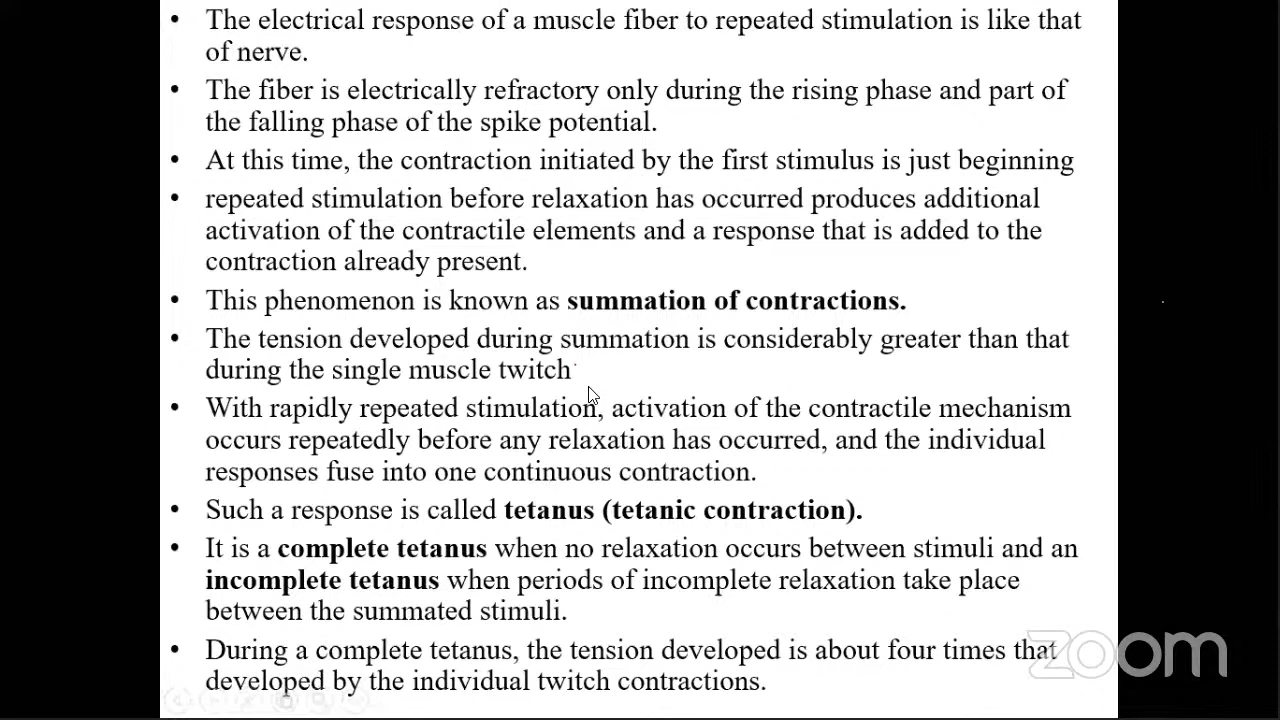 • The electrical response of a muscle fiber to repeated stimulation is like that
of nerve.
• The fiber is electrically refractory only during the rising phase and part of
the falling phase of the spike potential.
• At this time, the contraction initiated by the first stimulus is just beginning
• repeated stimulation before relaxation has occurred produces additional
activation of the contractile elements and a response that is added to the
contraction already present.
• This phenomenon is known as summation of contractions.
• The tension developed during summation is considerably greater than that
during the single muscle twitch
• With rapidly repeated stimulation, activation of the contractile mechanism
occurs repeatedly before any relaxation has occurred, and the individual
responses fuse into one continuous contraction.
• Such a response is called tetanus (tetanic contraction).
• It is a complete tetanus when no relaxation occurs between stimuli and an
incomplete tetanus when periods of incomplete relaxation take place
between the summated stimuli.
• During a complete tetanus, the tension developed is about four times that
developed by the individual twitch contractions.
zoom